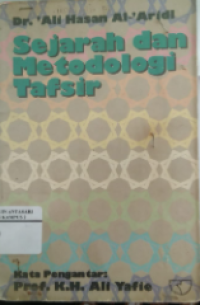 Dr. 'Ali Hasan Al-'Aridl
Sejarah dan
Metodologi
Tafsir
Kata Pengantar:
Prof. K.H. Ali Yafie